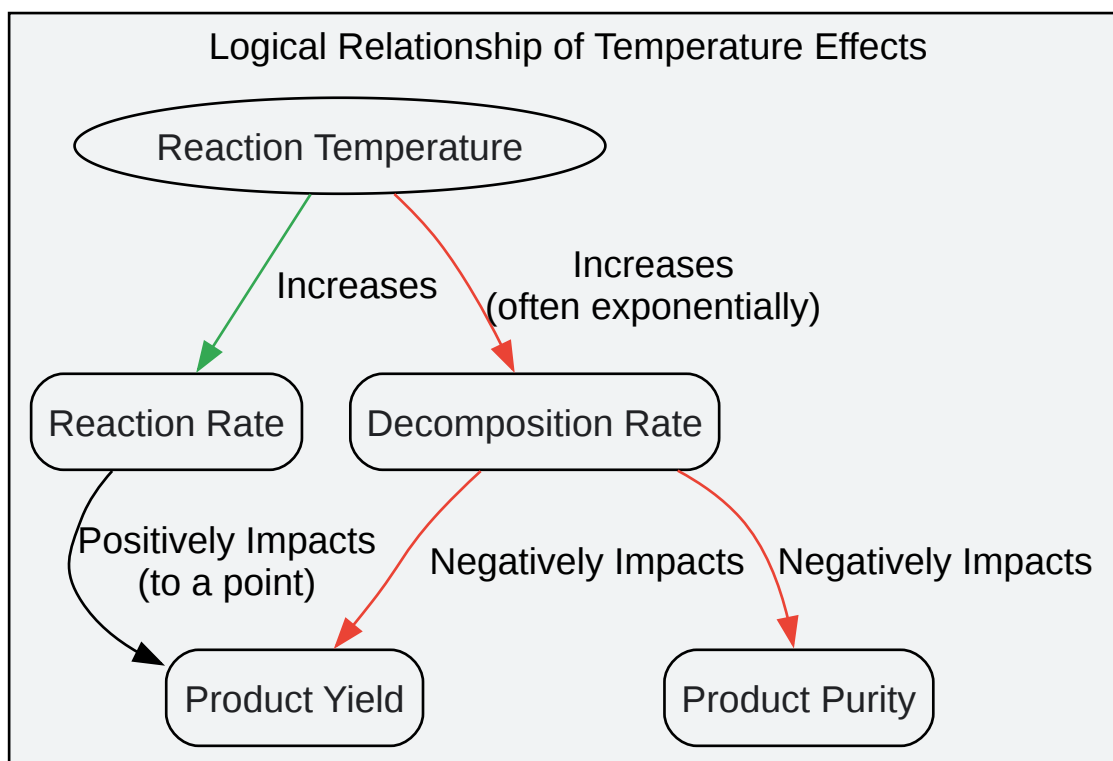 Logical Relationship of Temperature Effects
Reaction Temperature
Increases
Increases
(often exponentially)
Reaction Rate
Decomposition Rate
Positively Impacts
(to a point)
Negatively Impacts
Negatively Impacts
Product Yield
Product Purity